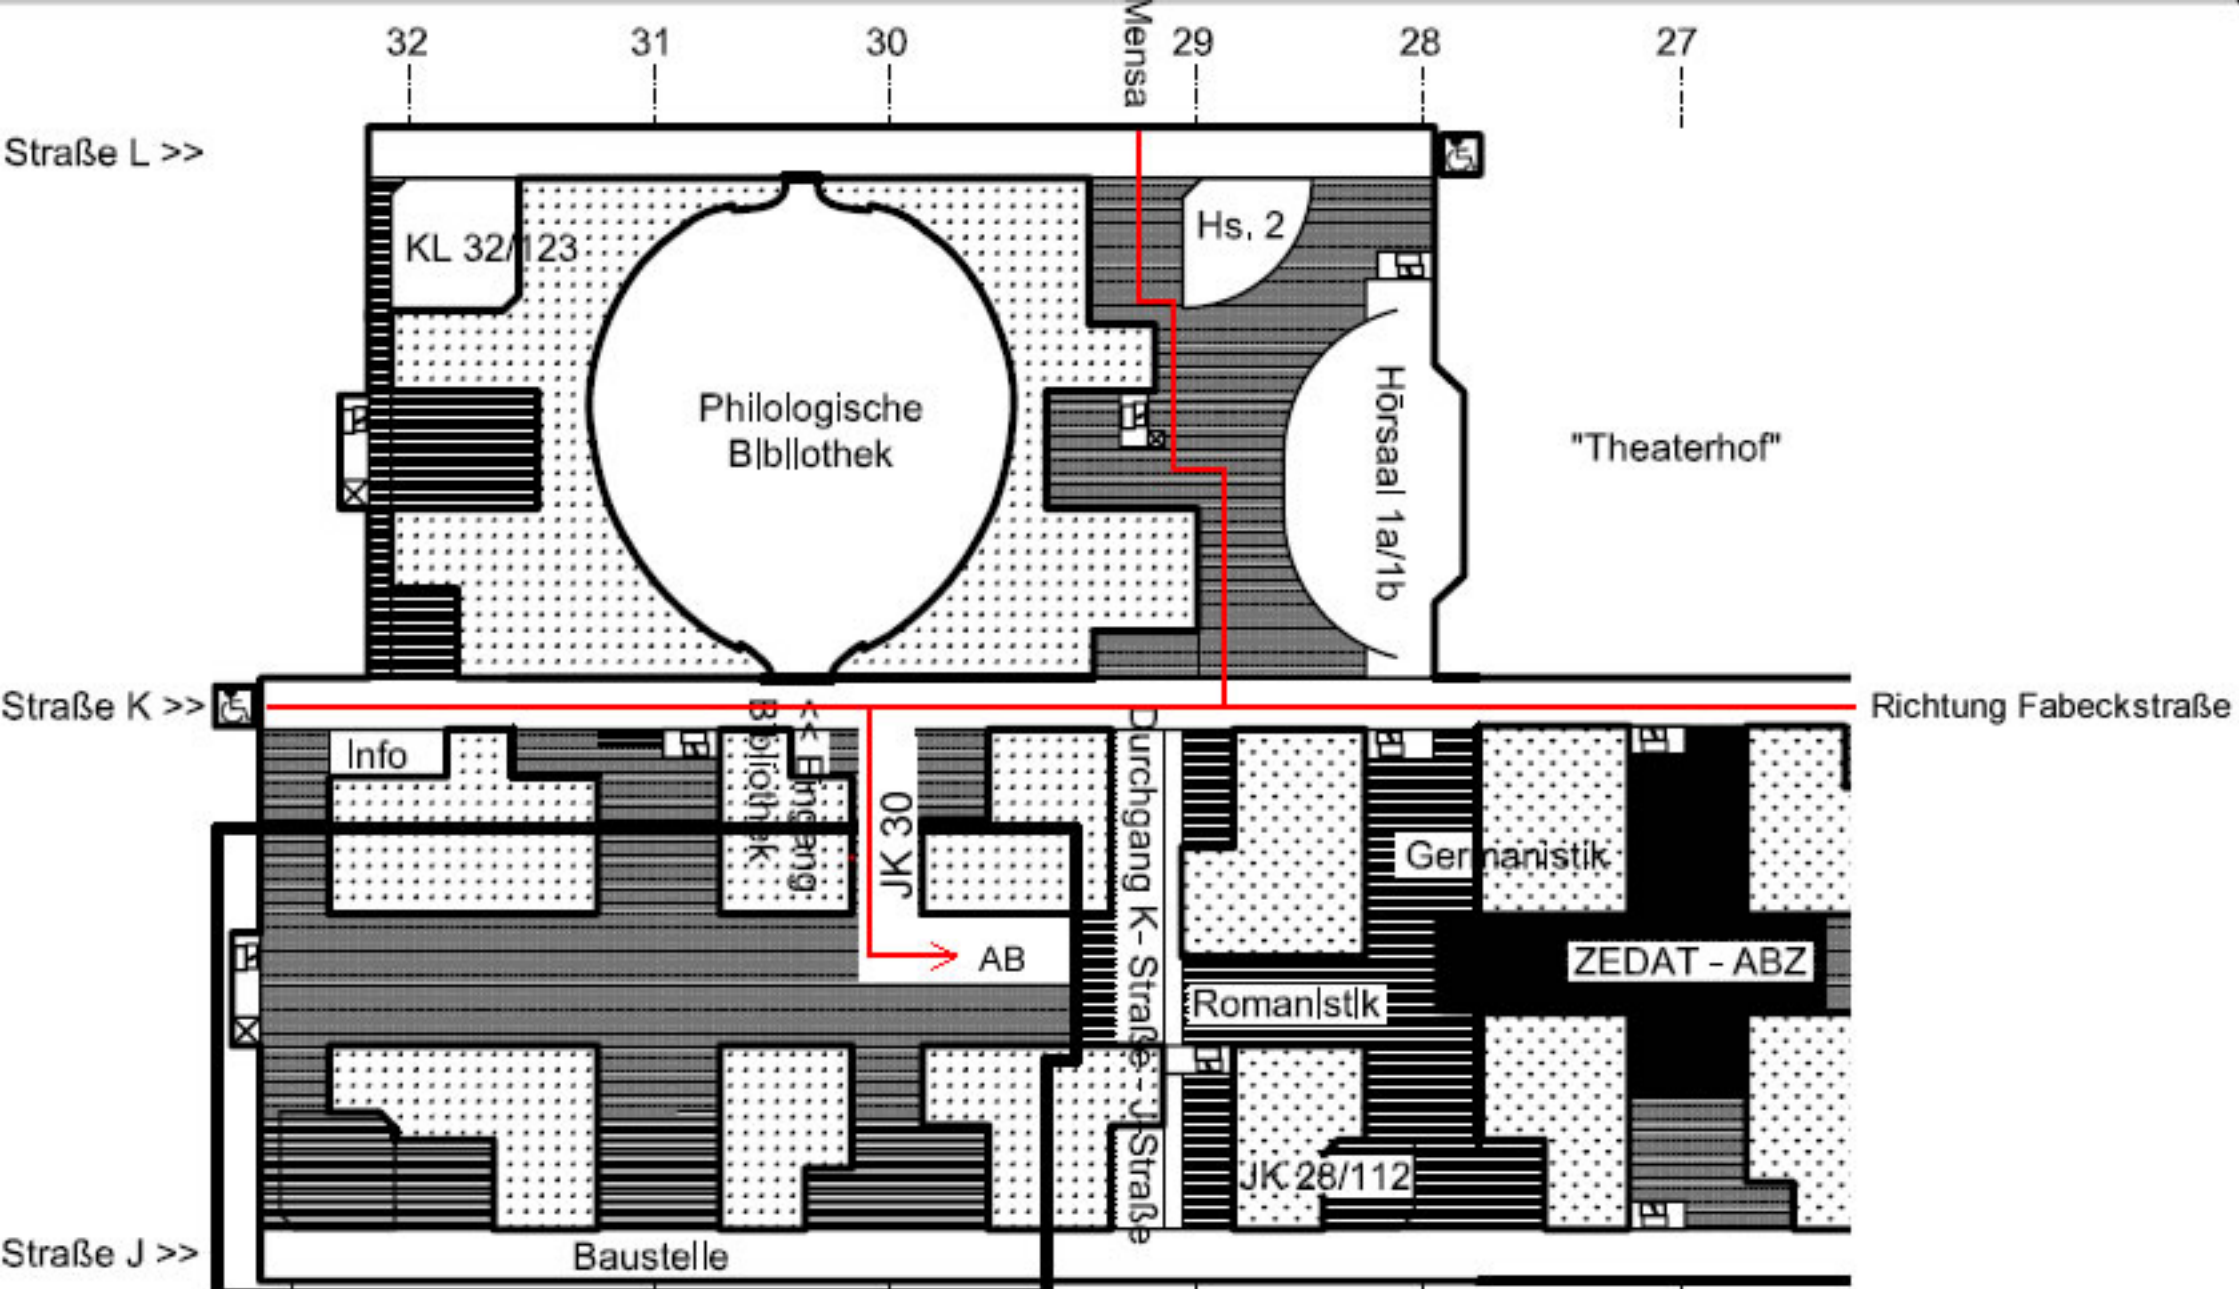 32 31 30 Mensa 29 28 27
Straße L >>
KL 32/123
Hs. 2
Philologische
Bibliothek
Hörsaal 1a/1b
"Theaterhof"
Straße K >>
Richtung Fabeckstraße
Info
<< Eingang
Bibliothek
JK 30
AB
Durchgang K-Straße - J-Straße
Germanistik
ZEDAT - ABZ
Romanistik
JK 28/112
Straße J >>
Baustelle